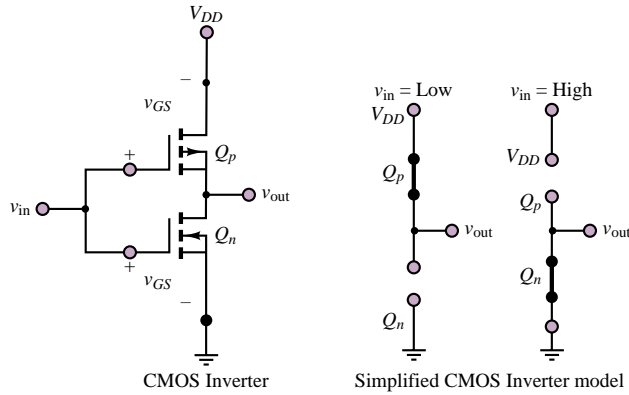 V_DD
−
v_GS
Q_p
+
v_in
v_out
Q_n
+
v_GS
−
CMOS Inverter
v_in = Low
V_DD
Q_p
v_out
Q_n
v_in = High
V_DD
Q_p
v_out
Q_n
Simplified CMOS Inverter model